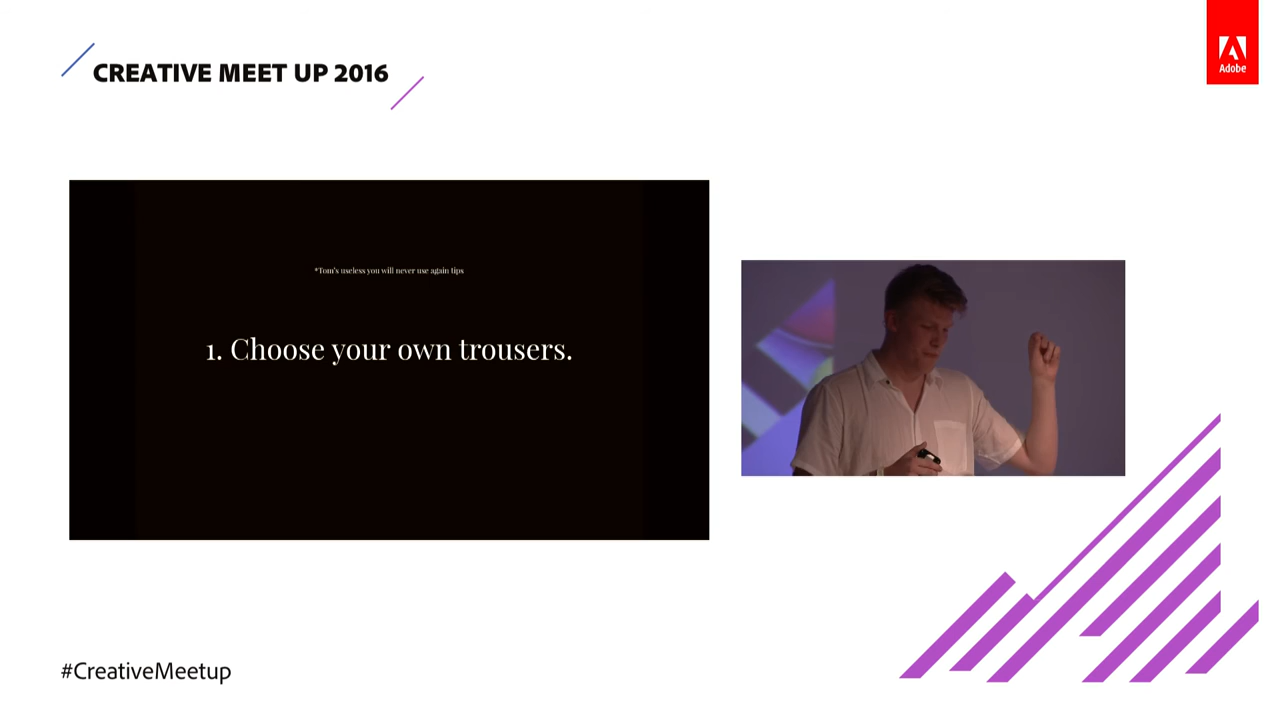 CREATIVE MEET UP 2016
Adobe
*Tom's useless you will never use again tips
1. Choose your own trousers.
#CreativeMeetup